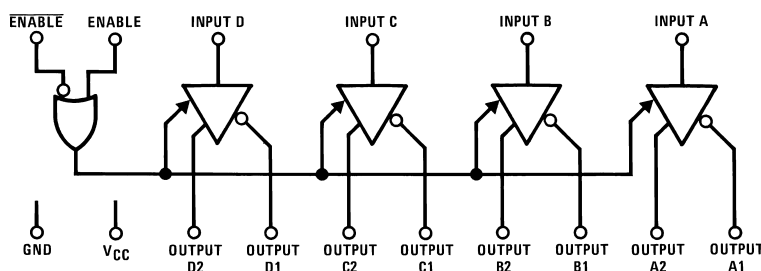 ENABLE ENABLE INPUT D INPUT C INPUT B INPUT A
GND VCC OUTPUT D2 OUTPUT D1 OUTPUT C2 OUTPUT C1 OUTPUT B2 OUTPUT B1 OUTPUT A2 OUTPUT A1